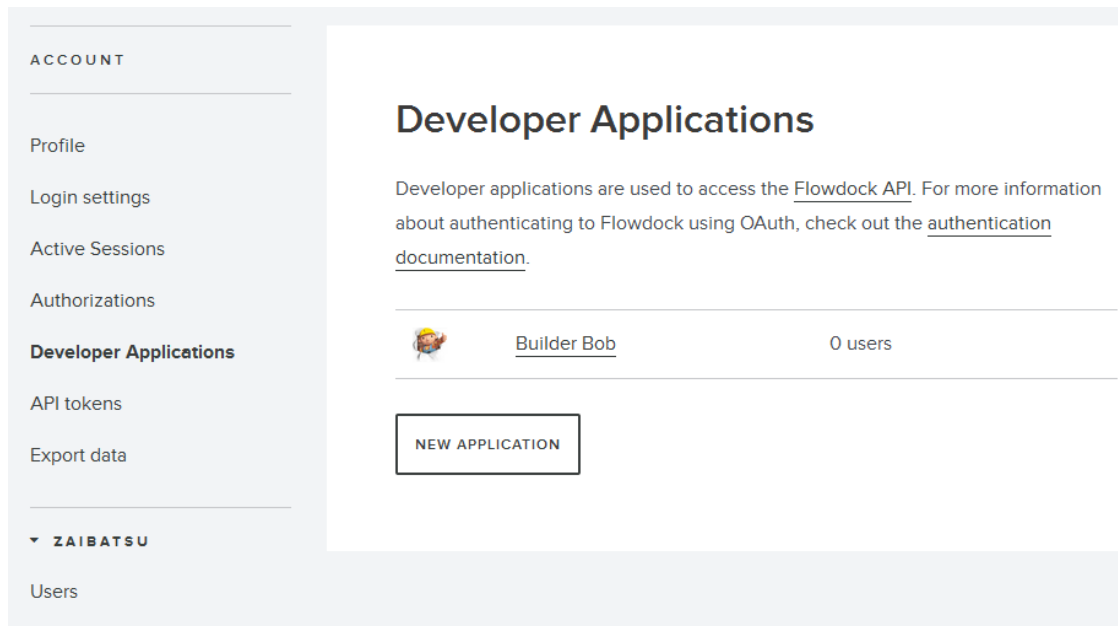 ACCOUNT
Profile
Login settings
Active Sessions
Authorizations
Developer Applications
API tokens
Export data
ZAIBATSU
Users
Developer Applications
Developer applications are used to access the Flowdock API. For more information
about authenticating to Flowdock using OAuth, check out the authentication
documentation.
Builder Bob 0 users
NEW APPLICATION